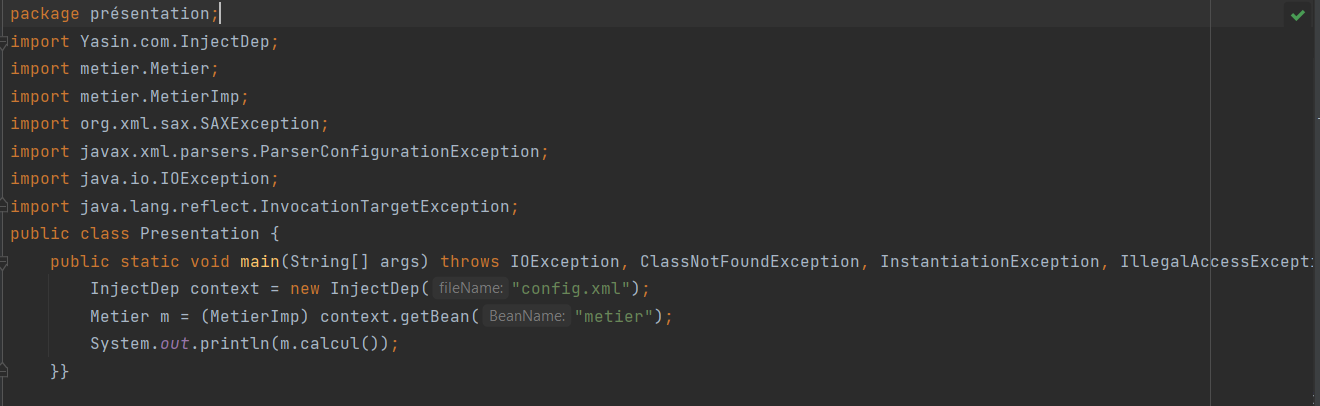 package présentation;
import Yasin.com.InjectDep;
import metier.Metier;
import metier.MetierImp;
import org.xml.sax.SAXException;
import javax.xml.parsers.ParserConfigurationException;
import java.io.IOException;
import java.lang.reflect.InvocationTargetException;
public class Presentation {
    public static void main(String[] args) throws IOException, ClassNotFoundException, InstantiationException, IllegalAccessExcepti
        InjectDep context = new InjectDep( fileName: "config.xml");
        Metier m = (MetierImp) context.getBean( BeanName: "metier");
        System.out.println(m.calcul());
    }}